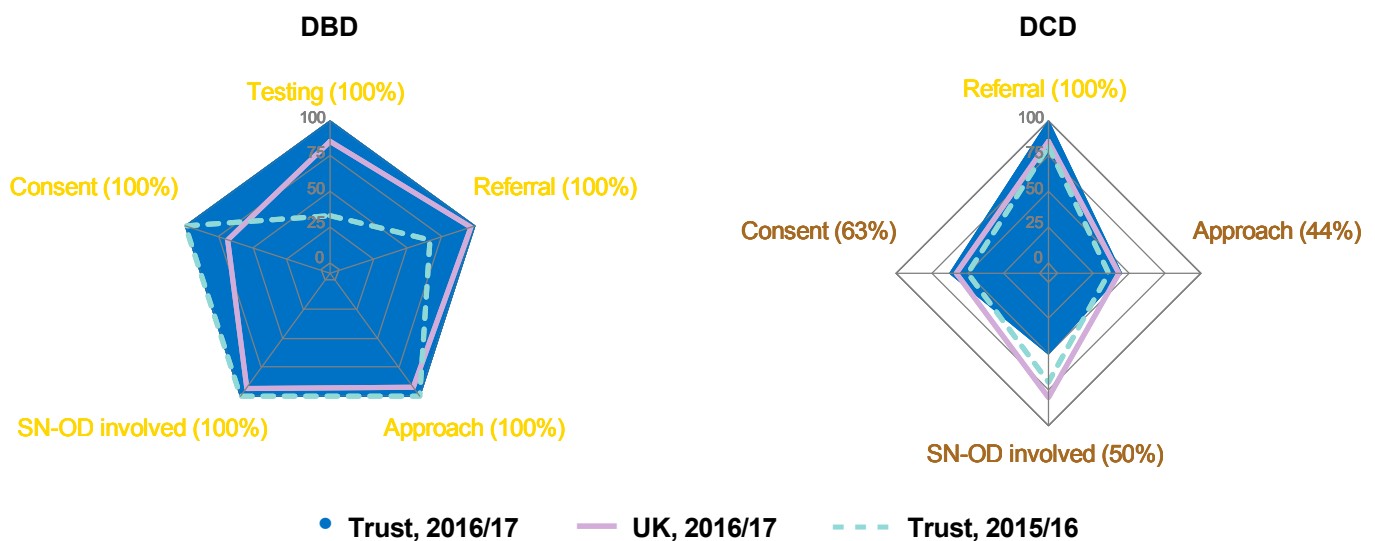 DBD
Testing (100%)
100
75
50
25
0
Consent (100%)
Referral (100%)
SN-OD involved (100%)
Approach (100%)
DCD
Referral (100%)
100
75
50
25
0
Consent (63%)
Approach (44%)
SN-OD involved (50%)
Trust, 2016/17
UK, 2016/17
Trust, 2015/16